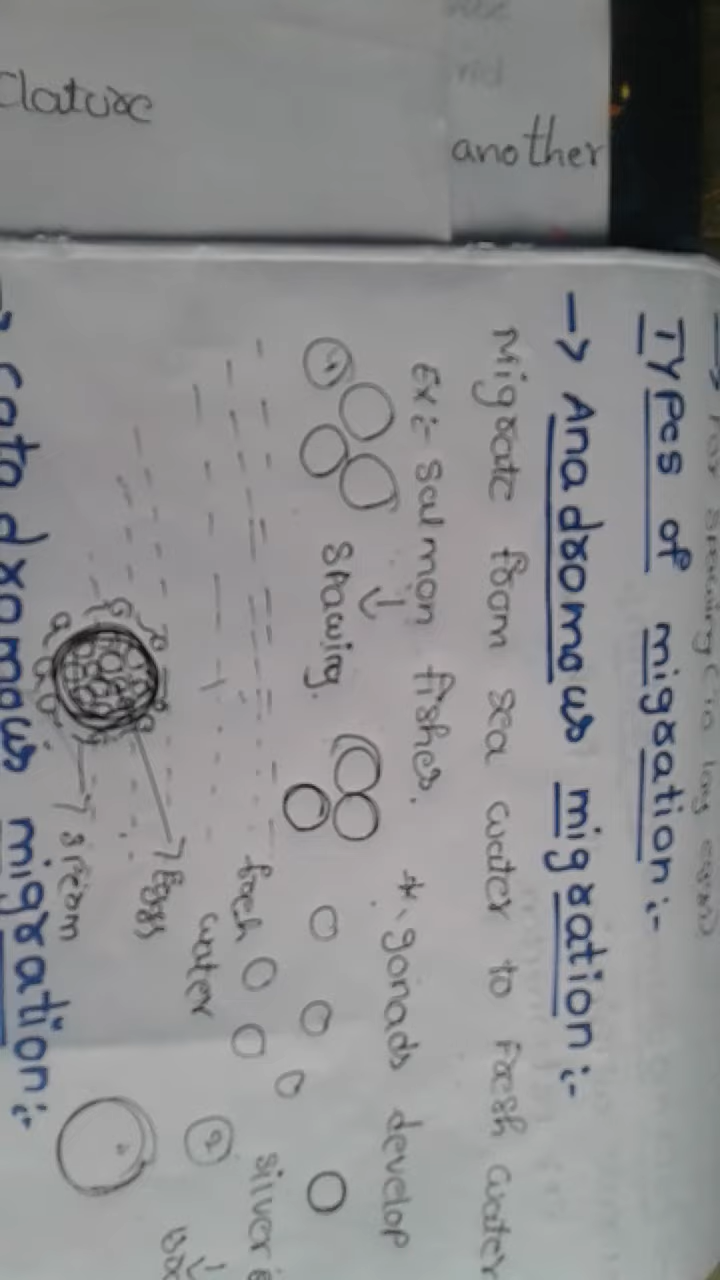 clature
another
Types of migration :-
→ Anadromous migration :-
Migrate from sea water to Fresh water
Ex :- Salmon fishes.
* gonads develop
↓
Spawing.
fresh
water
silver
→ Eggs
→ sperm
→ catadromous migration :-